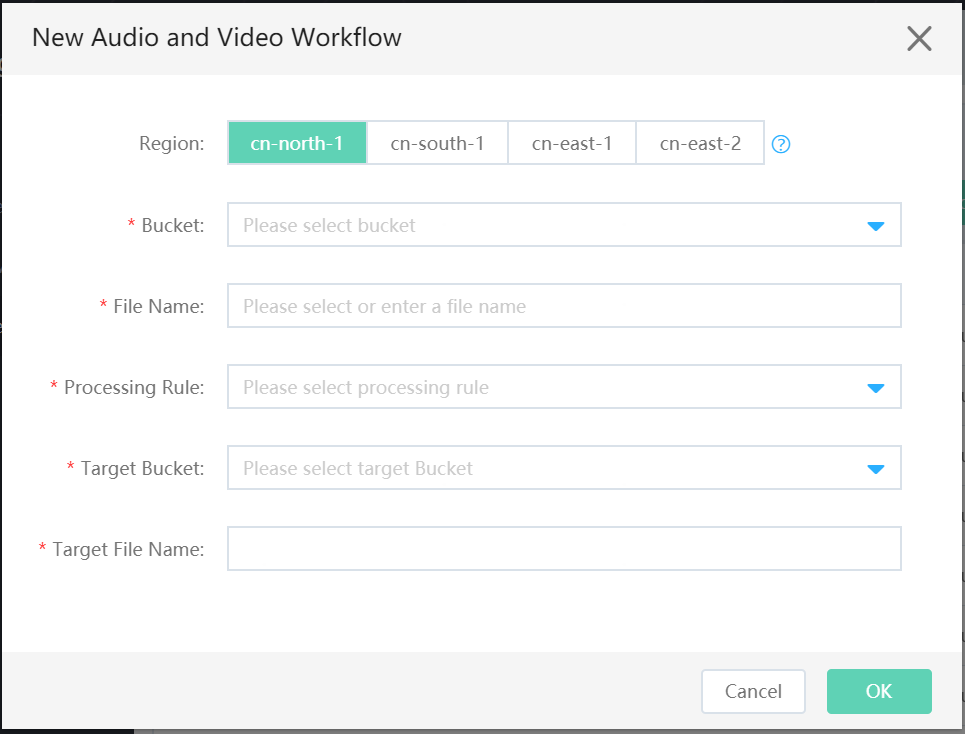 New Audio and Video Workflow
Region: cn-north-1 cn-south-1 cn-east-1 cn-east-2 ?
* Bucket: Please select bucket
* File Name: Please select or enter a file name
* Processing Rule: Please select processing rule
* Target Bucket: Please select target Bucket
* Target File Name:
Cancel OK